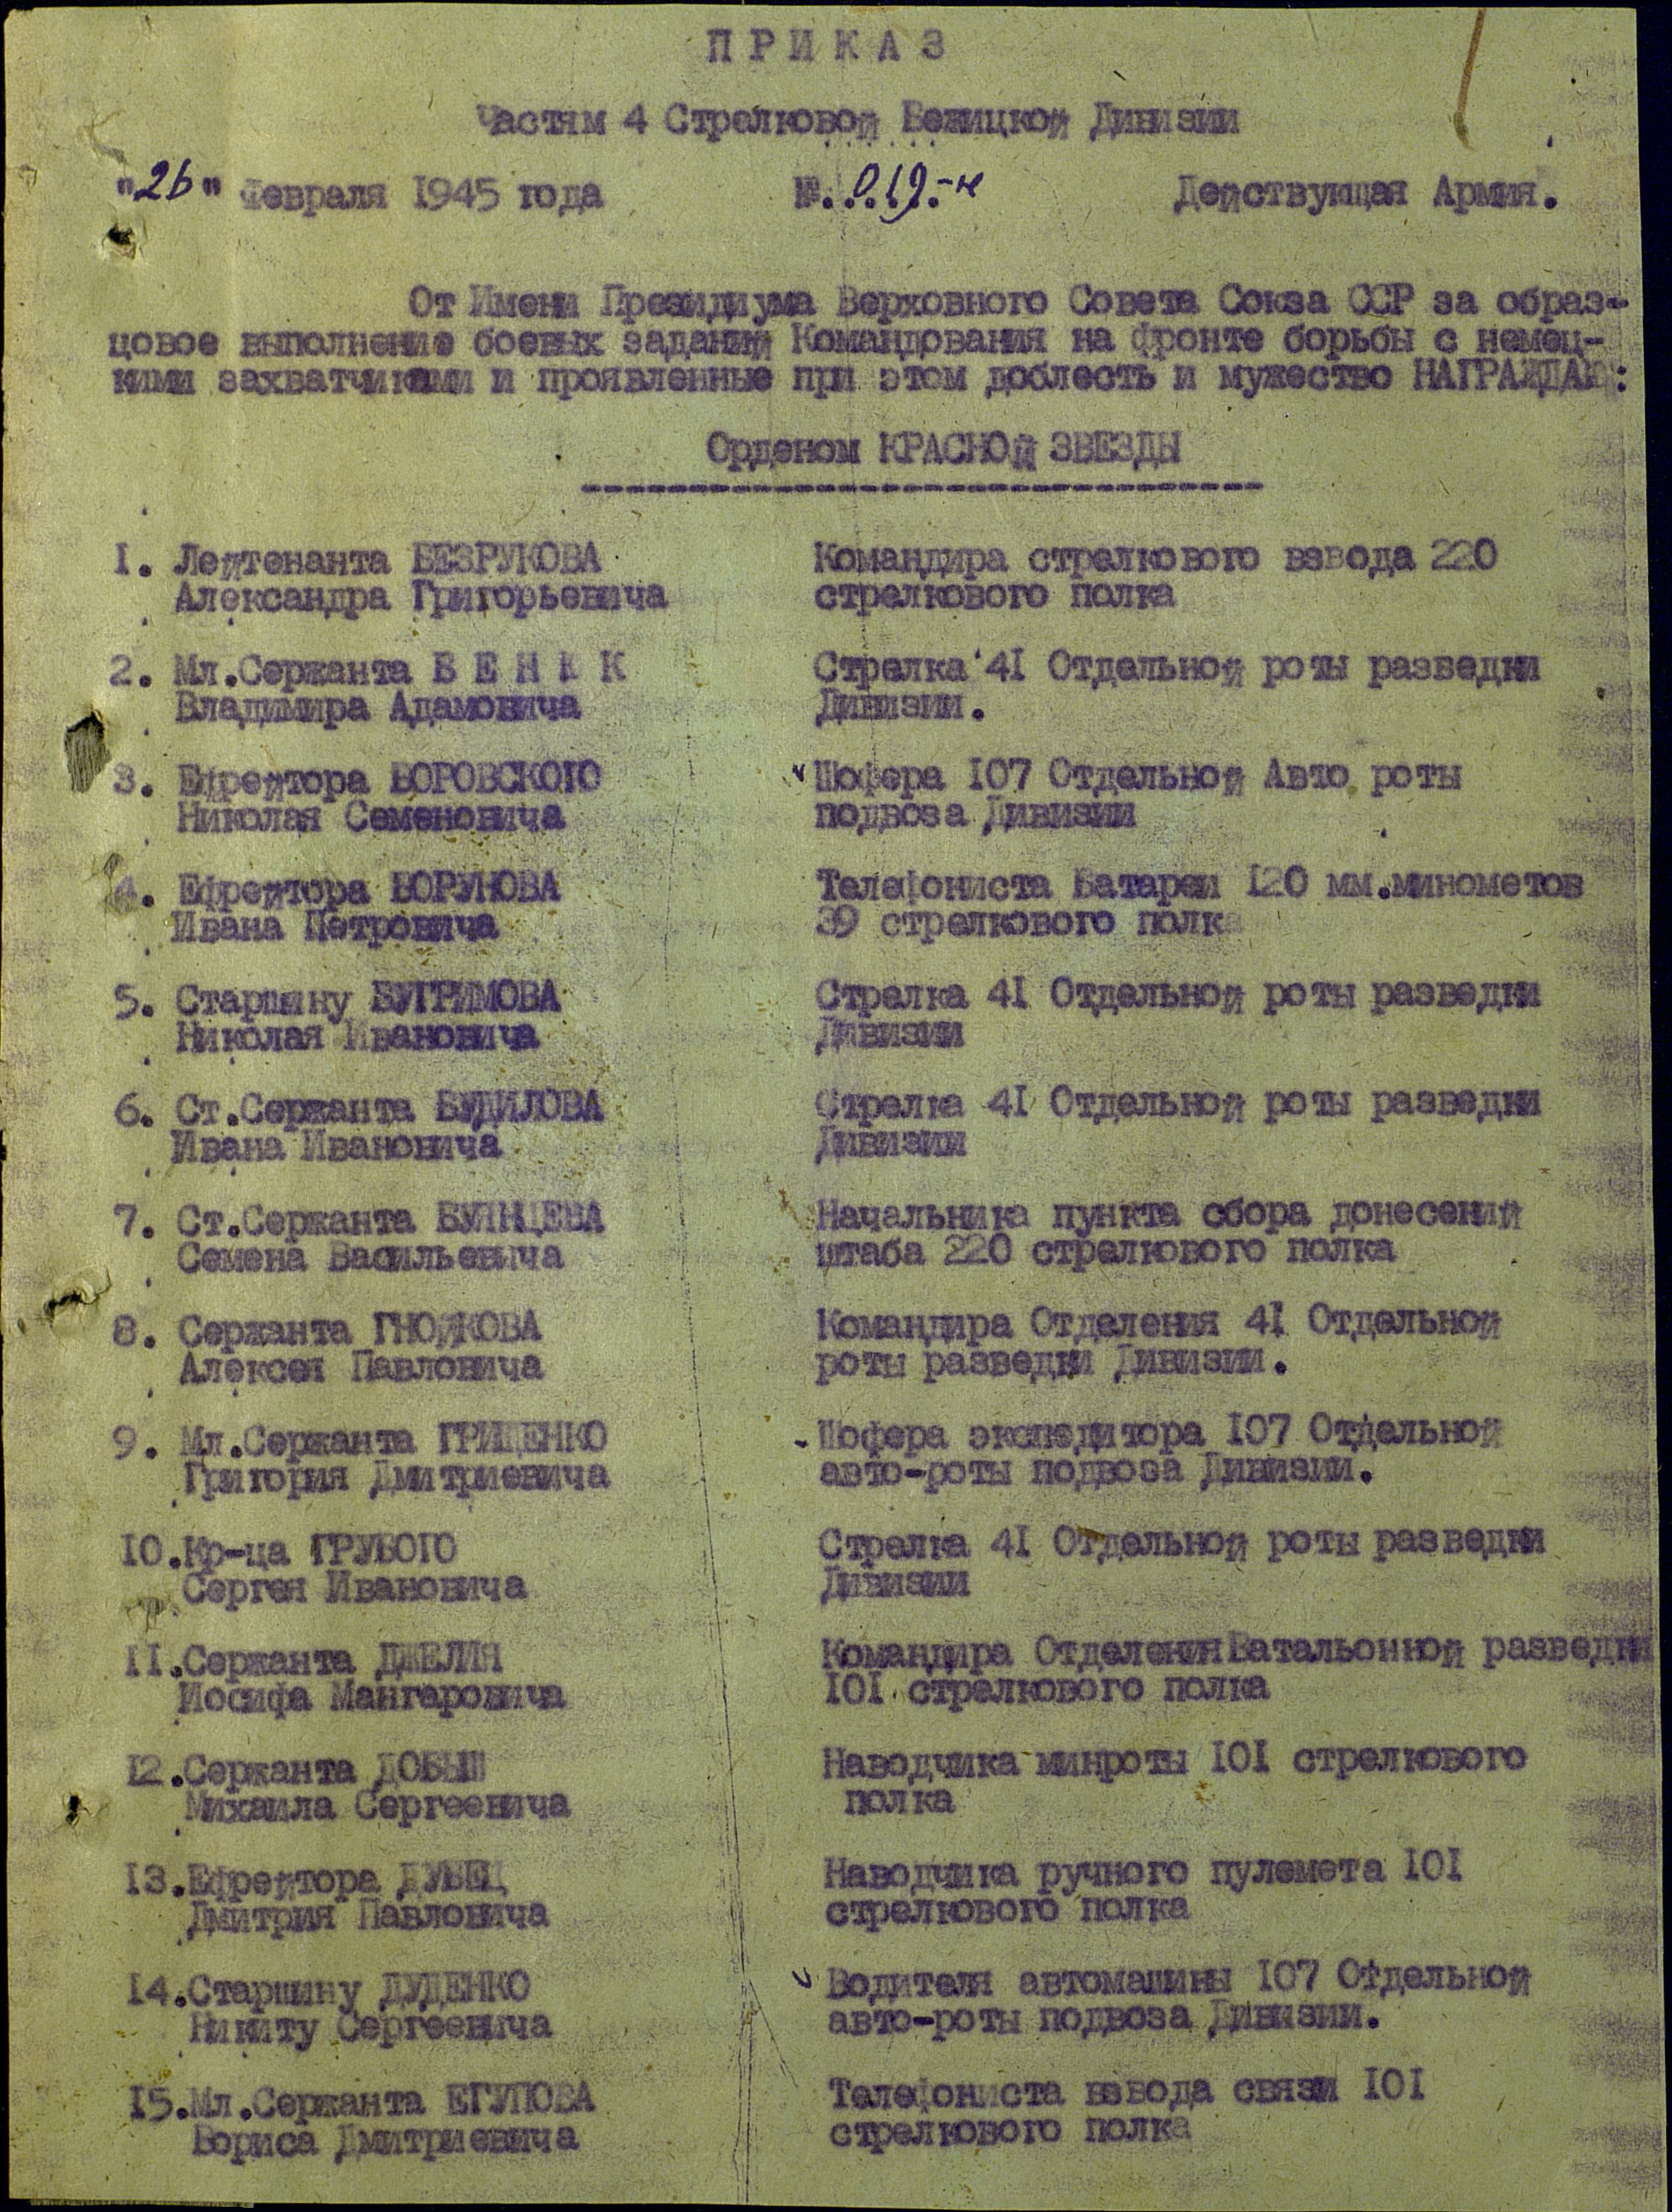 ПРИКАЗ
Частям 4 Стрелковой Бежицкой Дивизии
"26" Февраля 1945 года №.019.-н Действующая Армия.
От Имени Президиума Верховного Совета Союза ССР за образ-
цовое выполнение боевых заданий Командования на фронте борьбы с немец-
кими захватчиками и проявленные при этом доблесть и мужество НАГРАЖДАЮ:
Орденом КРАСНОЙ ЗВЕЗДЫ
1. Лейтенанта БЕЗРУКОВА Командира стрелкового взвода 220
Александра Григорьевича стрелкового полка
2. Мл.Сержанта В Е Н И К Стрелка 41 Отдельной роты разведки
Владимира Адамовича Дивизии.
3. Ефрейтора БОРОВСКОГО Шофера 107 Отдельной Авто роты
Николая Семеновича подвоза Дивизии
4. Ефрейтора БОРУНОВА Телефониста Батареи 120 мм.минометов
Ивана Петровича 39 стрелкового полка
5. Старшину БУГРИМОВА Стрелка 41 Отдельной роты разведки
Николая Ивановича Дивизии
6. Ст.Сержанта БУДИЛОВА Стрелка 41 Отдельной роты разведки
Ивана Ивановича Дивизии
7. Ст.Сержанта БУЯНЦЕВА Начальника пункта сбора донесений
Семена Васильевича штаба 220 стрелкового полка
8. Сержанта ГНОЙКОВА Командира Отделения 41 Отдельной
Алексея Павловича роты разведки Дивизии.
9. Мл.Сержанта ГРИЦЕНКО Шофера экспедитора 107 Отдельной
Григория Дмитриевича авто-роты подвоза Дивизии.
10.Кр-ца ГРУБОГО Стрелка 41 Отдельной роты разведки
Сергея Ивановича Дивизии
11.Сержанта ДЖЕЛИЯ Командира Отделения Батальонной разведки
Иосифа Мангеровича 101 стрелкового полка
12.Сержанта ДОБЫШ Наводчика минроты 101 стрелкового
Михаила Сергеевича полка
13.Ефрейтора ДУБЕЦ Наводчика ручного пулемета 101
Дмитрия Павловича стрелкового полка
14.Старшину ДУДЕНКО Водителя автомашины 107 Отдельной
Никиту Сергеевича авто-роты подвоза Дивизии.
15.Мл.Сержанта ЕГУПОВА Телефониста взвода связи 101
Бориса Дмитриевича стрелкового полка